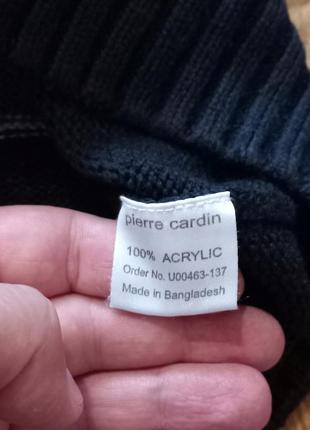 pierre cardin
100% ACRYLIC
Order No. U00463-137
Made in Bangladesh